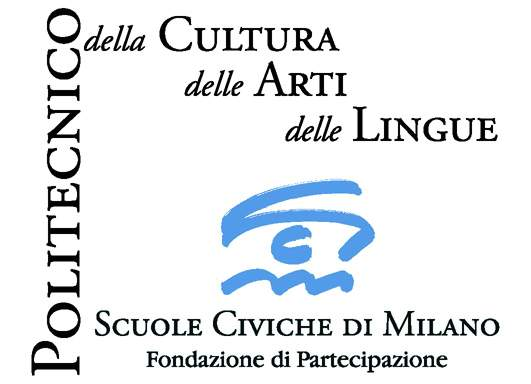 POLITECNICO
della CULTURA
delle ARTI
delle LINGUE
SCUOLE CIVICHE DI MILANO
Fondazione di Partecipazione